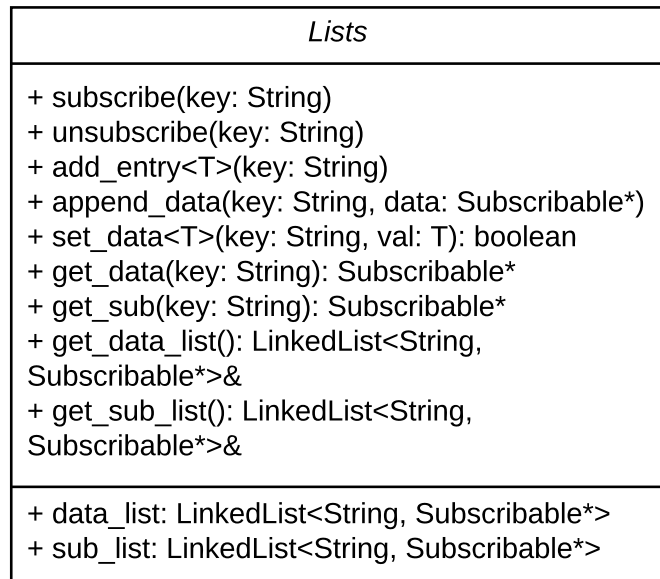 Lists
+ subscribe(key: String)
+ unsubscribe(key: String)
+ add_entry<T>(key: String)
+ append_data(key: String, data: Subscribable*)
+ set_data<T>(key: String, val: T): boolean
+ get_data(key: String): Subscribable*
+ get_sub(key: String): Subscribable*
+ get_data_list(): LinkedList<String,
Subscribable*>&
+ get_sub_list(): LinkedList<String,
Subscribable*>&
+ data_list: LinkedList<String, Subscribable*>
+ sub_list: LinkedList<String, Subscribable*>